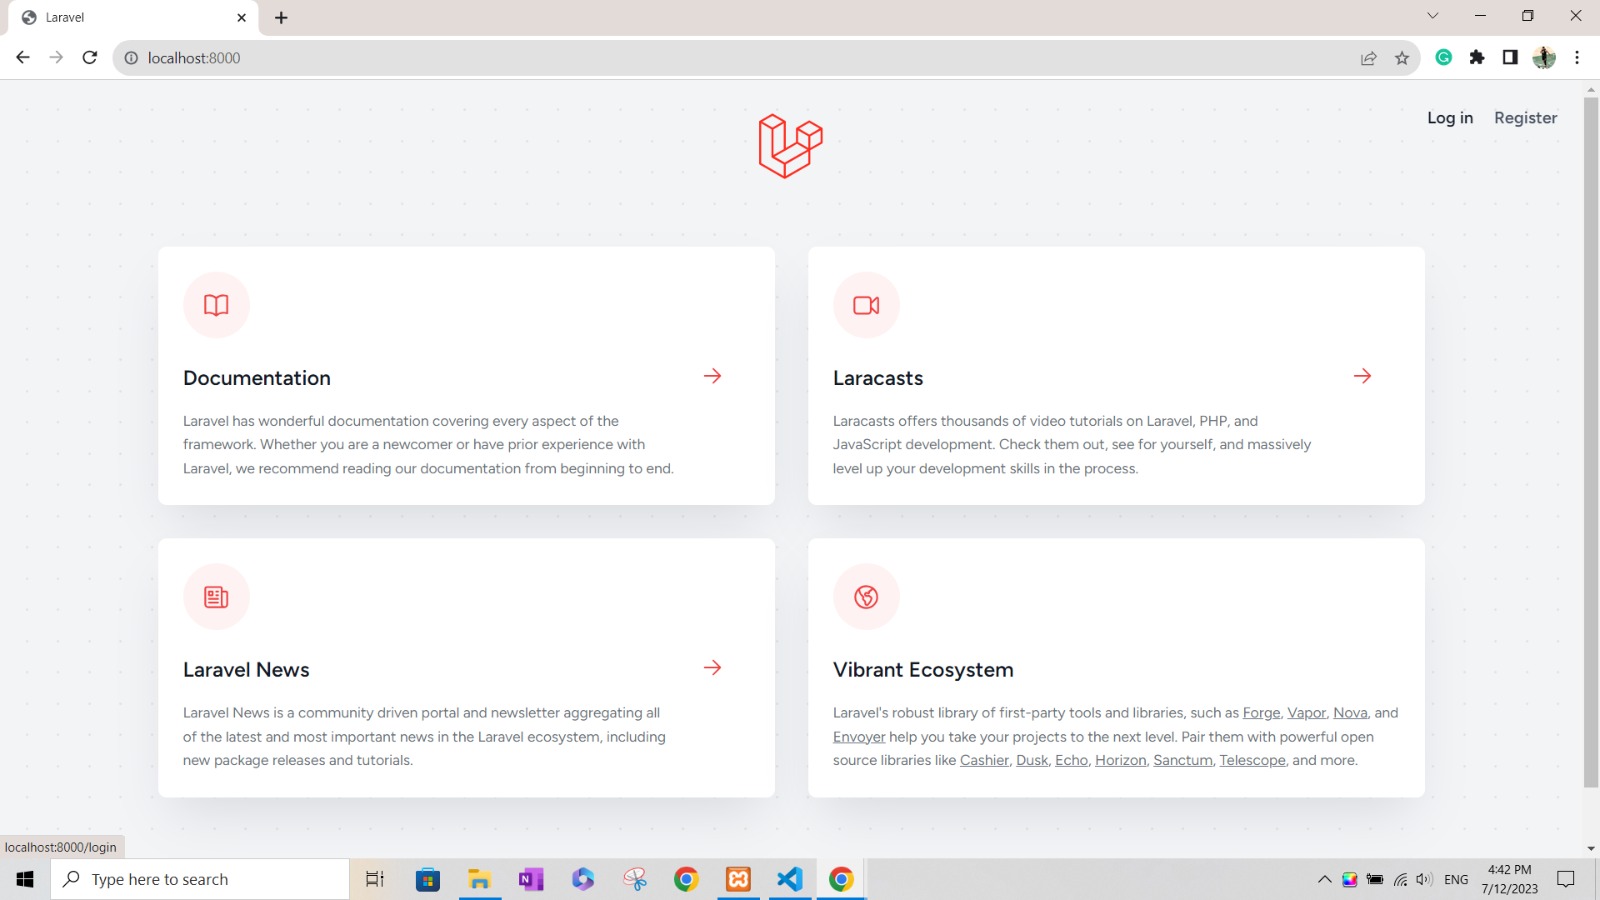 Laravel
localhost:8000
Log in Register
Documentation
Laravel has wonderful documentation covering every aspect of the
framework. Whether you are a newcomer or have prior experience with
Laravel, we recommend reading our documentation from beginning to end.
Laracasts
Laracasts offers thousands of video tutorials on Laravel, PHP, and
JavaScript development. Check them out, see for yourself, and massively
level up your development skills in the process.
Laravel News
Laravel News is a community driven portal and newsletter aggregating all
of the latest and most important news in the Laravel ecosystem, including
new package releases and tutorials.
Vibrant Ecosystem
Laravel's robust library of first-party tools and libraries, such as Forge, Vapor, Nova, and
Envoyer help you take your projects to the next level. Pair them with powerful open
source libraries like Cashier, Dusk, Echo, Horizon, Sanctum, Telescope, and more.
localhost:8000/login
Type here to search
ENG
4:42 PM
7/12/2023